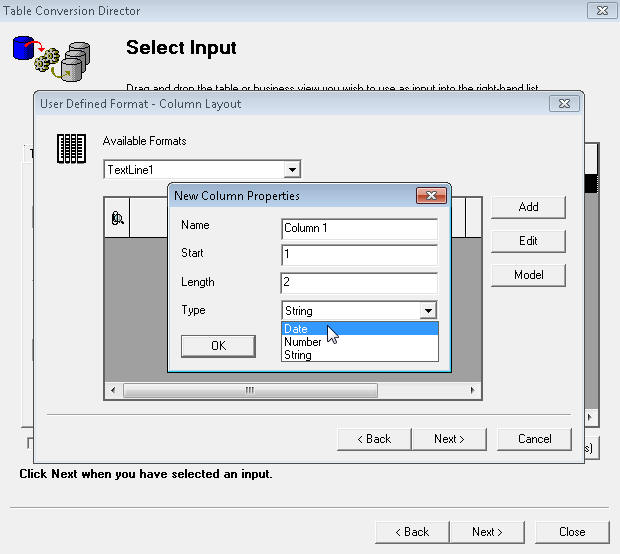 Table Conversion Director
Select Input
Drag and drop the table or business view you wish to use as input into the right-hand list
User Defined Format - Column Layout
Available Formats
TextLine1
Add
Edit
Model
New Column Properties
Name
Column 1
Start
1
Length
2
Type
String
Date
Number
String
OK
< Back
Next >
Cancel
s)
Click Next when you have selected an input.
< Back
Next >
Close